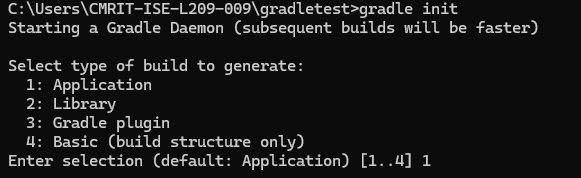 C:\Users\CMRIT-ISE-L209-009\gradletest>gradle init
Starting a Gradle Daemon (subsequent builds will be faster)
Select type of build to generate:
1: Application
2: Library
3: Gradle plugin
4: Basic (build structure only)
Enter selection (default: Application) [1..4] 1